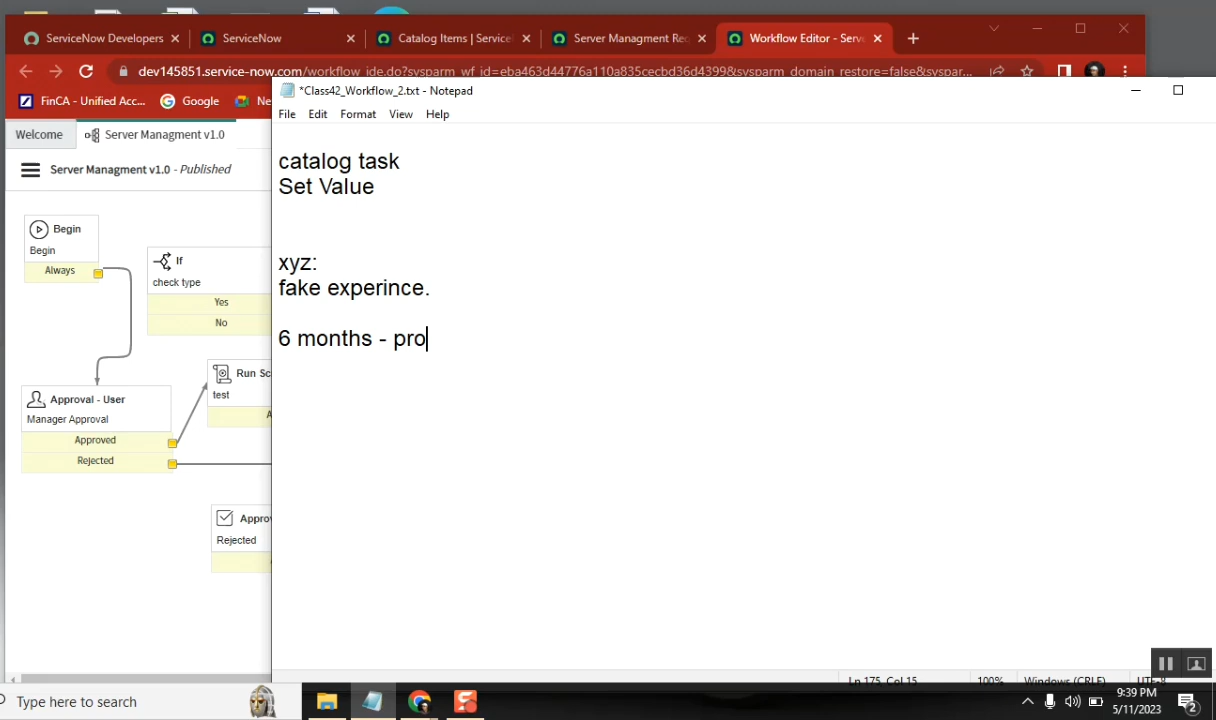 ServiceNow Developers
ServiceNow
Catalog Items | Service
Server Managment Re
Workflow Editor - Serv
dev145851.service-now.com/workflow_ide.do?sysparm_wf_id=eba463d44776a110a835cecbd36d4399&sysparm_domain_restore=false&syspar...
FinCA - Unified Acc...
Google
Ne
*Class42_Workflow_2.txt - Notepad
File Edit Format View Help
Welcome
Server Managment v1.0
Server Managment v1.0 - Published
catalog task
Set Value
xyz:
fake experince.
6 months - pro
Begin
Begin
Always
If
check type
Yes
No
Run Sc
test
A
Approval - User
Manager Approval
Approved
Rejected
Appro
Rejected
Ln 175, Col 15
100%
Windows (CRLF)
UTF-8
Type here to search
9:39 PM
5/11/2023
2